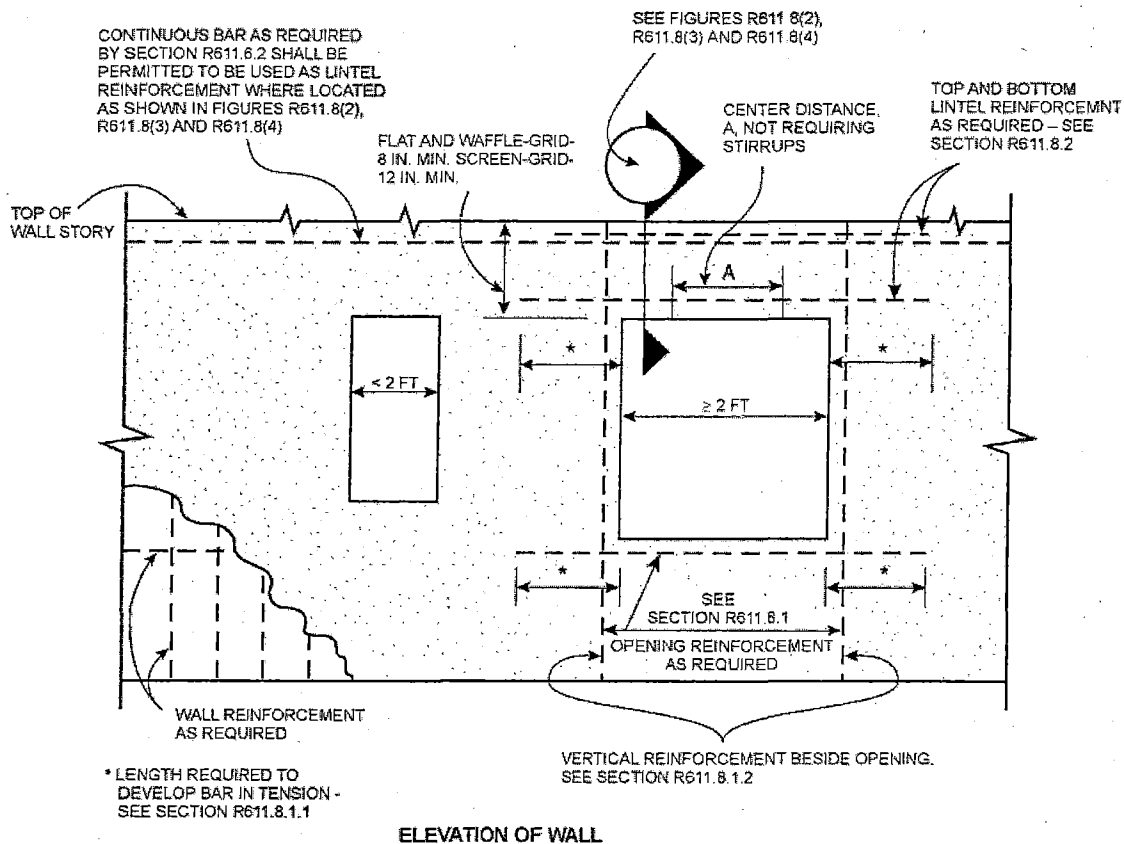 CONTINUOUS BAR AS REQUIRED
BY SECTION R611.6.2 SHALL BE
PERMITTED TO BE USED AS LINTEL
REINFORCEMENT WHERE LOCATED
AS SHOWN IN FIGURES R611.8(2),
R611.8(3) AND R611.8(4)
SEE FIGURES R611 8(2),
R611.8(3) AND R611.8(4)
FLAT AND WAFFLE-GRID-
8 IN. MIN. SCREEN-GRID-
12 IN. MIN.
CENTER DISTANCE,
A, NOT REQUIRING
STIRRUPS
TOP AND BOTTOM
LINTEL REINFORCEMNT
AS REQUIRED – SEE
SECTION R611.8.2
TOP OF
WALL STORY
A
*
*
< 2 FT
≥ 2 FT
*
*
SEE
SECTION R611.8.1
OPENING REINFORCEMENT
AS REQUIRED
WALL REINFORCEMENT
AS REQUIRED
VERTICAL REINFORCEMENT BESIDE OPENING.
SEE SECTION R611.8.1.2
* LENGTH REQUIRED TO
DEVELOP BAR IN TENSION -
SEE SECTION R611.8.1.1
ELEVATION OF WALL